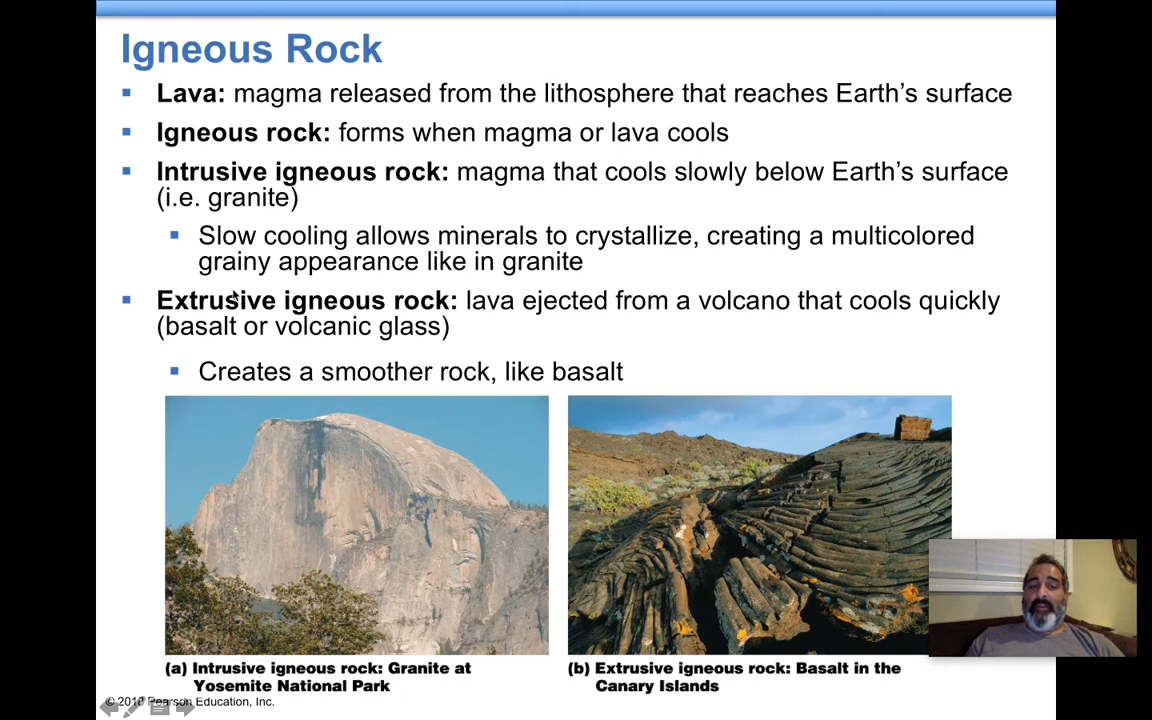 Igneous Rock
▪ Lava: magma released from the lithosphere that reaches Earth’s surface
▪ Igneous rock: forms when magma or lava cools
▪ Intrusive igneous rock: magma that cools slowly below Earth’s surface
(i.e. granite)
▪ Slow cooling allows minerals to crystallize, creating a multicolored
grainy appearance like in granite
▪ Extrusive igneous rock: lava ejected from a volcano that cools quickly
(basalt or volcanic glass)
▪ Creates a smoother rock, like basalt
(a) Intrusive igneous rock: Granite at
Yosemite National Park
(b) Extrusive igneous rock: Basalt in the
Canary Islands
© 2018 Pearson Education, Inc.